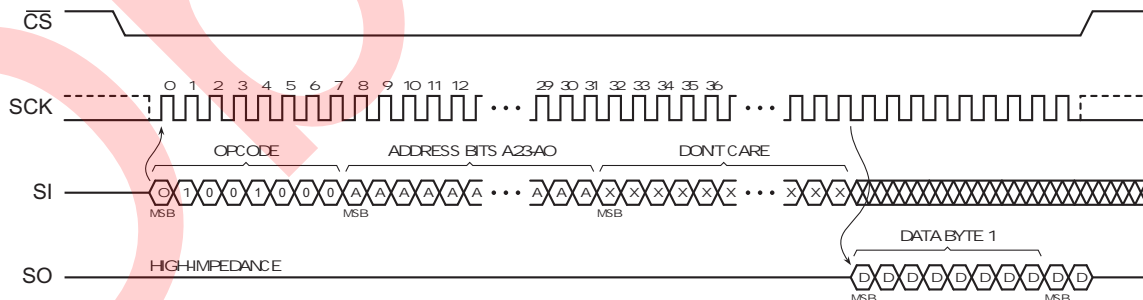 CS
0 1 2 3 4 5 6 7 8 9 10 11 12 29 30 31 32 33 34 35 36
SCK
OPCODE ADDRESS BITS A23-A0 DON'T CARE
SI 0 1 0 0 1 0 0 0 A A A A A A A A A X X X X X X X X X
MSB MSB MSB
DATA BYTE 1
HIGH-IMPEDANCE
SO D D D D D D D D D D
MSB MSB